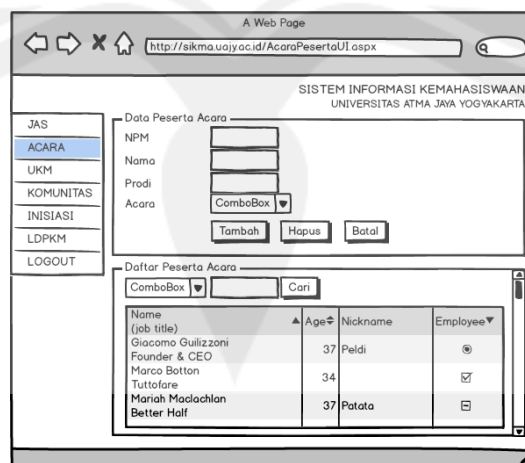 A Web Page
http://sikma.uajy.ac.id/AcaraPesertaUI.aspx
SISTEM INFORMASI KEMAHASISWAAN
UNIVERSITAS ATMA JAYA YOGYAKARTA
JAS
ACARA
UKM
KOMUNITAS
INISIASI
LDPKM
LOGOUT
Data Peserta Acara
NPM
Nama
Prodi
Acara ComboBox
Tambah Hapus Batal
Daftar Peserta Acara
ComboBox Cari
Name
(job title) Age Nickname Employee
Giacomo Guilizzoni
Founder & CEO 37 Peldi
Marco Botton
Tuttofare 34
Mariah Maclachlan
Better Half 37 Patata